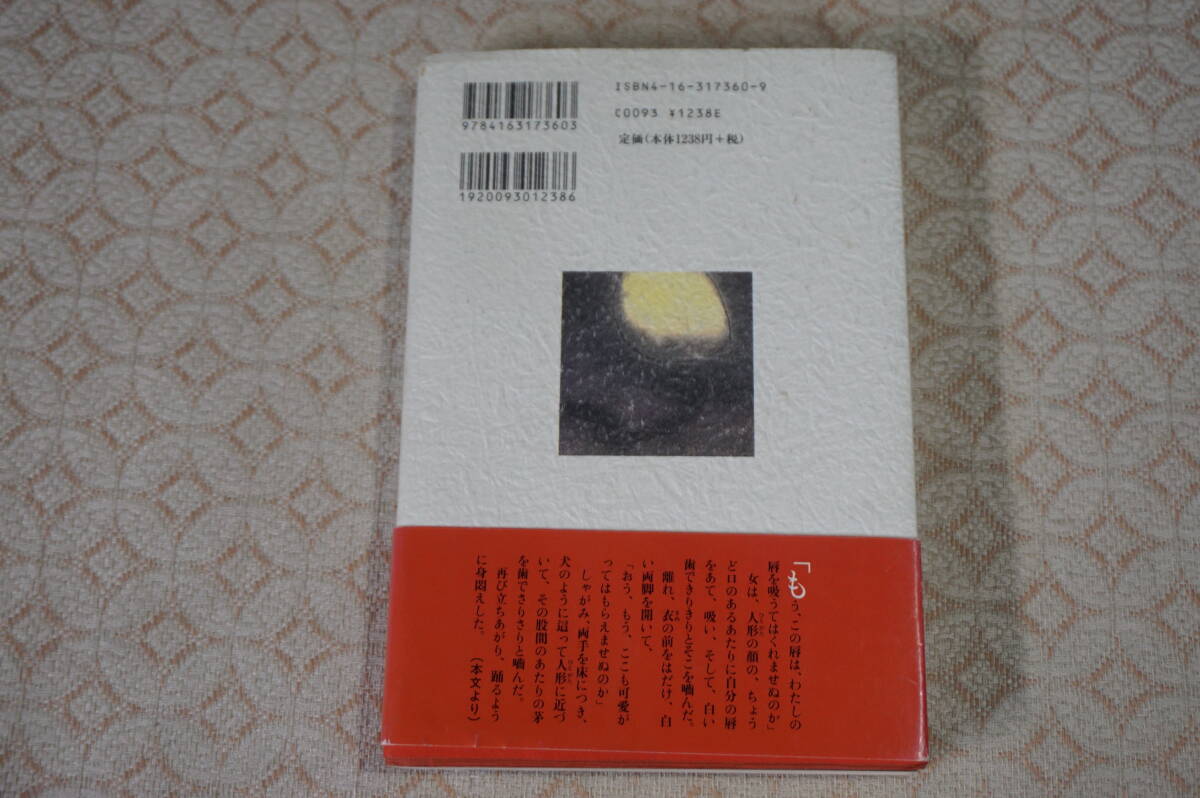 ISBN4-16-317360-9
C0093 ¥1238E
定価(本体1238円+税)
9784163173603
1920093012386
「もう、この唇は、わたしの
唇を吸うてはくれませぬのか」
女は、人形の顔の、ちょう
ど口のあるあたりに自分の唇
をあて、吸い、そして、白い
歯できりきりとそこを噛んだ。
離れ、衣の前をはだけ、白
い両脚を開いて、
「おう、もう、ここも可愛が
ってはもらえませぬのか」
しゃがみ、両手を床につき、
犬のように這って人形に近づ
いて、その股間のあたりの茅
を歯でさりさりと噛んだ。
再び立ちあがり、踊るよう
に身悶えした。 (本文より)